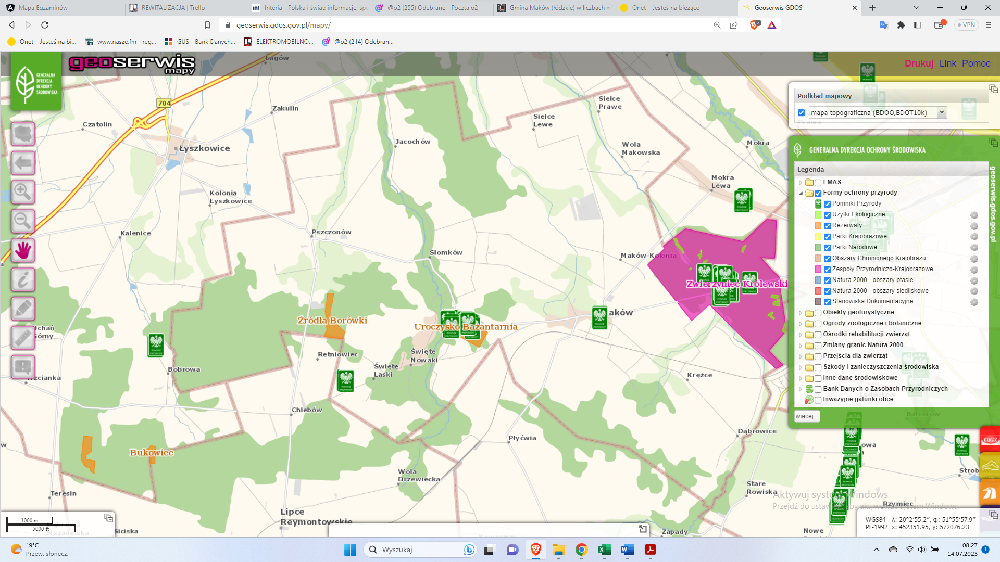 Mapa Egzaminów
REWITALIZACJA | Trello
Interia - Polska i świat: informacje, spo
@o2 (255) Odebrane - Poczta o2
Gmina Maków (łódzkie) w liczbach »
Onet – Jesteś na bieżąco
Geoserwis GDOŚ
geoserwis.gdos.gov.pl/mapy/
2
VPN
Onet – Jesteś na bi...
www.nasze.fm - reg...
GUS - Bank Danych...
ELEKTROMOBILNO...
@o2 (214) Odebran...
GENERALNA
DYREKCJA
OCHRONY
ŚRODOWISKA
geoserwis
mapy
Drukuj Link Pomoc
Łagów
704
Zakulin
Czatolin
Łyszkowice
Jacochów
Sielce
Lewe
Sielce
Prawe
Wola
Makowska
Mokra
Mokra
Lewa
Kolonia
Łyszkowice
Kalenice
Pszczonów
Słomków
Maków-Kolonia
Zwierzyniec Królewski
Źródła Borówki
Uroczysko Bażantarnia
aków
Uchań
Górny
Retniowiec
Święte
Nowaki
Święte
Laski
Bobrowa
Krężce
Chlebów
Płyćwia
Dąbrowice
Bukowiec
Wola
Drzewiecka
Teresin
Stare
Rowiska
Lipce
Reymontowskie
Siciska
Zapady
Nowe
Rzymiec
Balcerów
Strobów
Podkład mapowy
mapa topograficzna (BDOO,BDOT10k)
Prawa
GENERALNA DYREKCJA OCHRONY ŚRODOWISKA
geoserwis.gdos.gov.pl
Legenda
EMAS
Formy ochrony przyrody
Pomniki Przyrody
Użytki Ekologiczne
Rezerwaty
Parki Krajobrazowe
Parki Narodowe
Obszary Chronionego Krajobrazu
Zespoły Przyrodniczo-Krajobrazowe
Natura 2000 - obszary ptasie
Natura 2000 - obszary siedliskowe
Stanowiska Dokumentacyjne
Obiekty geoturystyczne
Ogrody zoologiczne i botaniczne
Ośrodki rehabilitacji zwierząt
Zmiany granic Natura 2000
Przejścia dla zwierząt
Szkody i zanieczyszczenia środowiska
Inne dane środowiskowe
Bank Danych o Zasobach Przyrodniczych
Inwazyjne gatunki obce
więcej...
GUGiK
Aktywuj system Windows
Przejdź do ustawień, aby aktywować system Windows.
1000 m
5000 ft
WGS84 λ: 20°2′55.2″, φ: 51°55′57.9″
PL-1992 x: 452351.95, y: 572076.23
19°C
Przew. słonecz.
Wyszukaj
08:27
14.07.2023
1